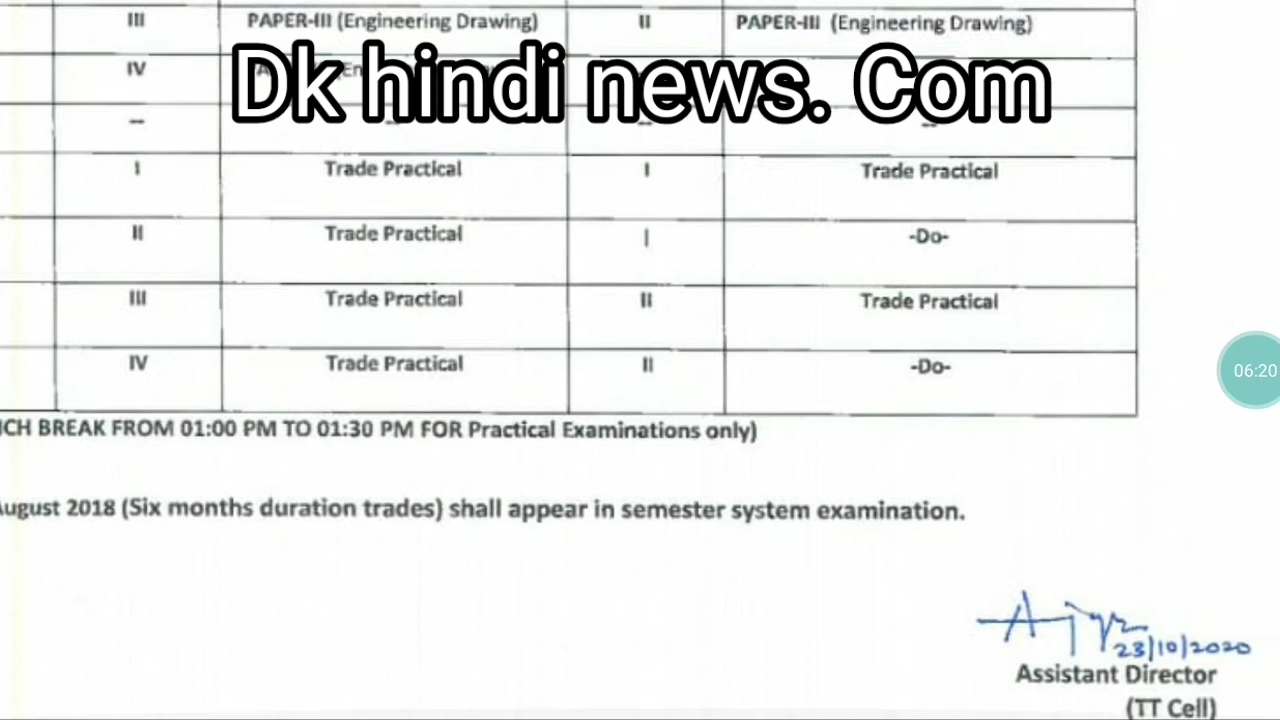 III PAPER-III (Engineering Drawing) II PAPER-III (Engineering Drawing)
IV
Dk hindi news. Com
-- -- -- --
I Trade Practical I Trade Practical
II Trade Practical I -Do-
III Trade Practical II Trade Practical
IV Trade Practical II -Do-
ICH BREAK FROM 01:00 PM TO 01:30 PM FOR Practical Examinations only)
August 2018 (Six months duration trades) shall appear in semester system examination.
23/10/2020
Assistant Director
(TT Cell)
06:20